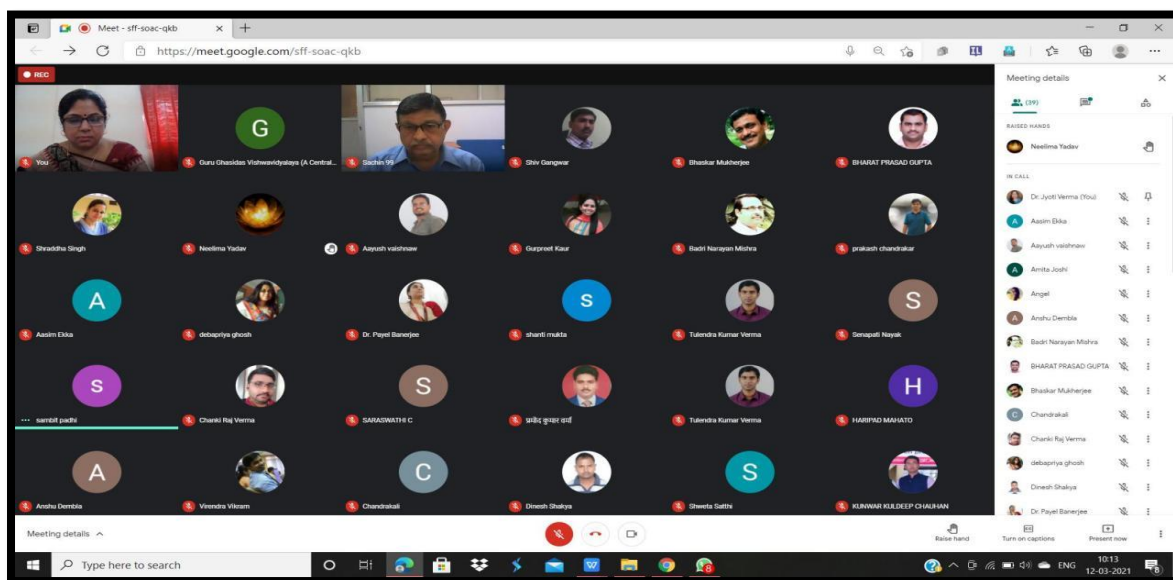 Meet - sff-soac-qkb
https://meet.google.com/sff-soac-qkb
REC
Meeting details
(39)
RAISED HANDS
Neelima Yadav
IN CALL
Dr. Jyoti Verma (You)
Aasim Ekka
Aayush vaishnaw
Amita Joshi
Angel
Anshu Dembla
Badri Narayan Mishra
BHARAT PRASAD GUPTA
Bhaskar Mukherjee
Chandrakali
Chanki Raj Verma
debapriya ghosh
Dinesh Shakya
Dr. Payel Banerjee
You
G
Guru Ghasidas Vishwavidyalaya (A Central...
Sachin 99
Shiv Gangwar
Bhaskar Mukherjee
BHARAT PRASAD GUPTA
Shraddha Singh
Neelima Yadav
Aayush vaishnaw
Gurpreet Kaur
Badri Narayan Mishra
prakash chandrakar
A
Aasim Ekka
debapriya ghosh
Dr. Payel Banerjee
s
shanti mukta
Tulendra Kumar Verma
S
Senapati Nayak
s
sambit padhi
Chanki Raj Verma
S
SARASWATHI C
Tulendra Kumar Verma
H
HARIPAD MAHATO
A
Anshu Dembla
Virendra Vikram
C
Chandrakali
Dinesh Shakya
S
Shweta Satthi
KUNWAR KULDEEP CHAUHAN
Meeting details
Raise hand
Turn on captions
Present now
Type here to search
ENG
10:13
12-03-2021